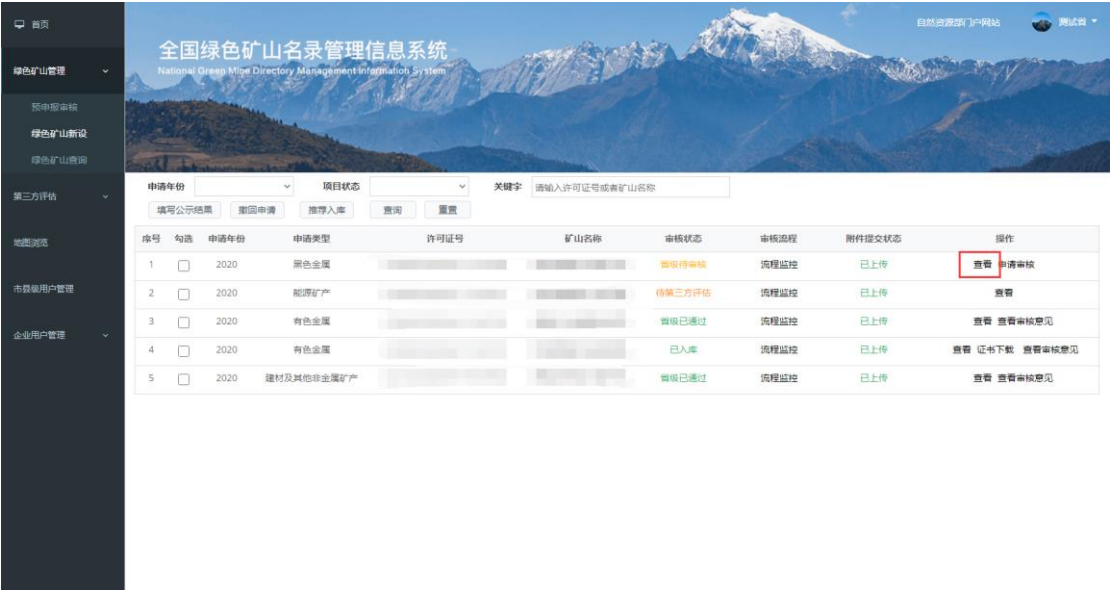 首页
自然资源部门户网站
测试省
全国绿色矿山名录管理信息系统
National Green Mine Directory Management Information System
绿色矿山管理
预申报审核
绿色矿山新设
绿色矿山查询
第三方评估
地图浏览
市县级用户管理
企业用户管理
申请年份 项目状态 关键字 请输入许可证号或者矿山名称
填写公示结果 撤回申请 推荐入库 查询 重置
序号 勾选 申请年份 申请类型 许可证号 矿山名称 审核状态 审核流程 附件提交状态 操作
1 2020 黑色金属 省级待审核 流程监控 已上传 查看 申请审核
2 2020 能源矿产 待第三方评估 流程监控 已上传 查看
3 2020 有色金属 省级已通过 流程监控 已上传 查看 查看审核意见
4 2020 有色金属 已入库 流程监控 已上传 查看 证书下载 查看审核意见
5 2020 建材及其他非金属矿产 省级已通过 流程监控 已上传 查看 查看审核意见